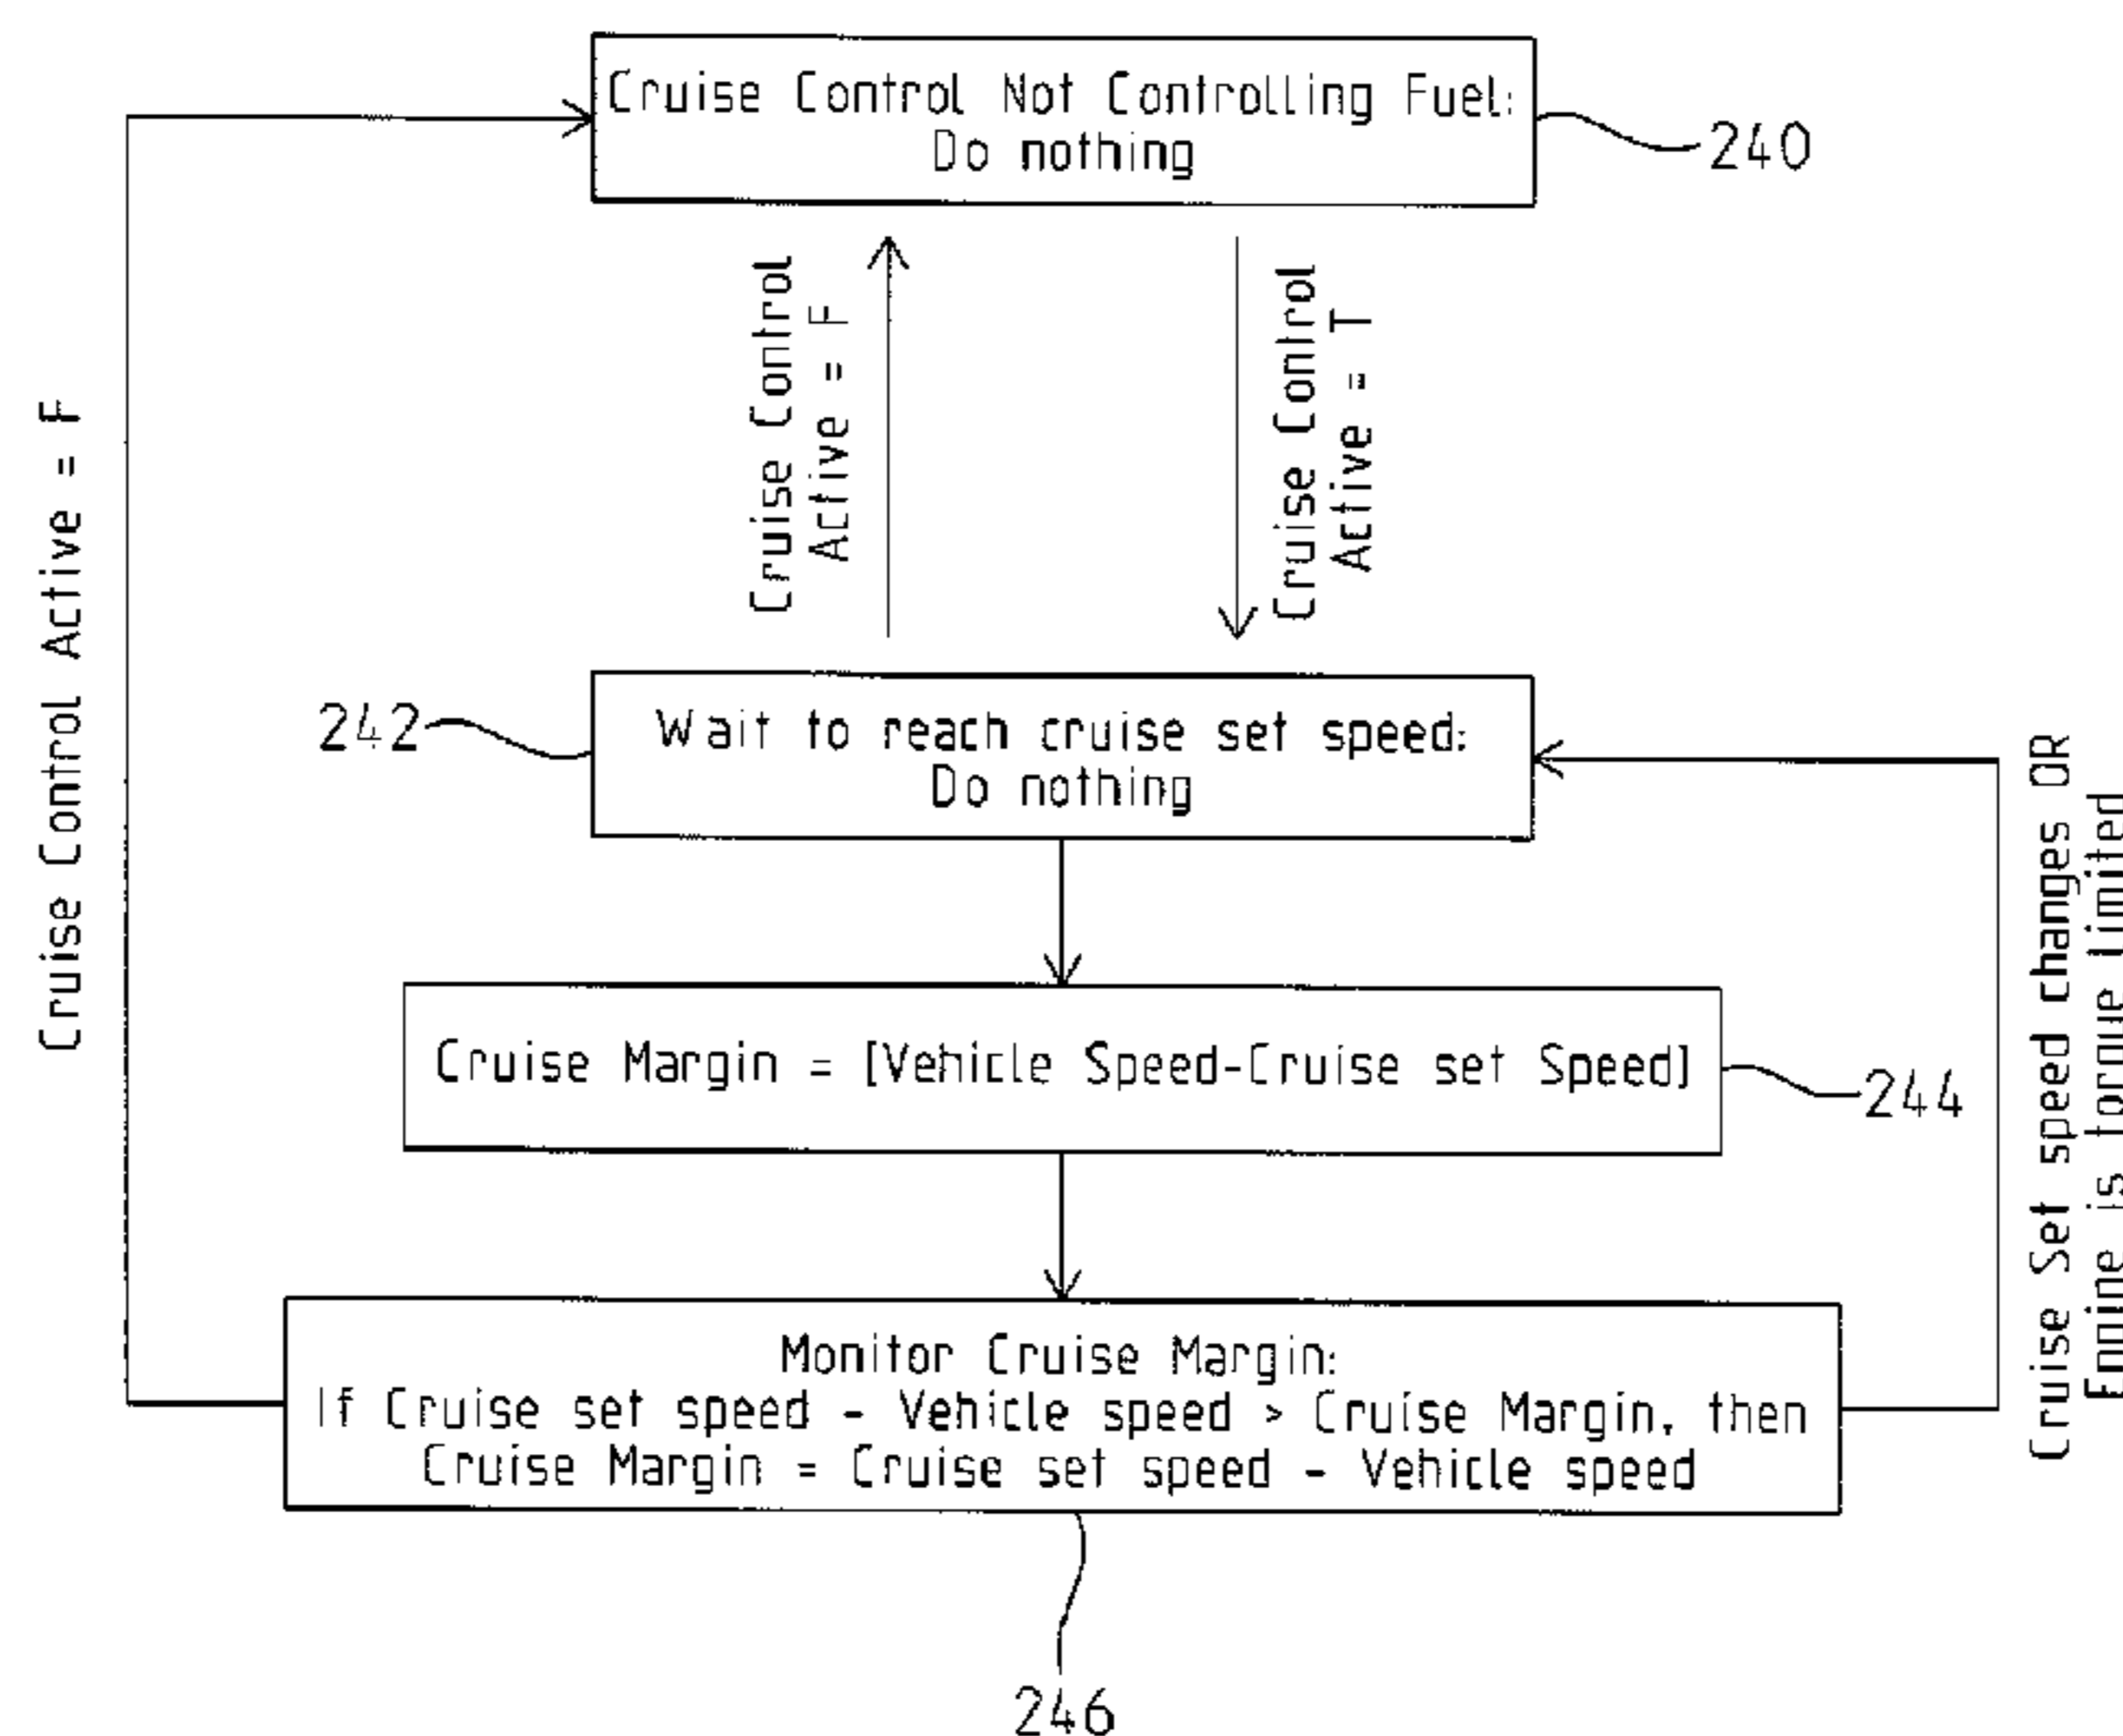 Cruise Control Not Controlling Fuel:
Do nothing
240
Cruise Control
Active = F
Cruise Control
Active = T
Cruise Control Active = F
242
Wait to reach cruise set speed:
Do nothing
Cruise Margin = [Vehicle Speed-Cruise set Speed]
244
Cruise Set speed changes OR
Engine is torque limited
Monitor Cruise Margin:
If Cruise set speed - Vehicle speed > Cruise Margin, then
Cruise Margin = Cruise set speed - Vehicle speed
246